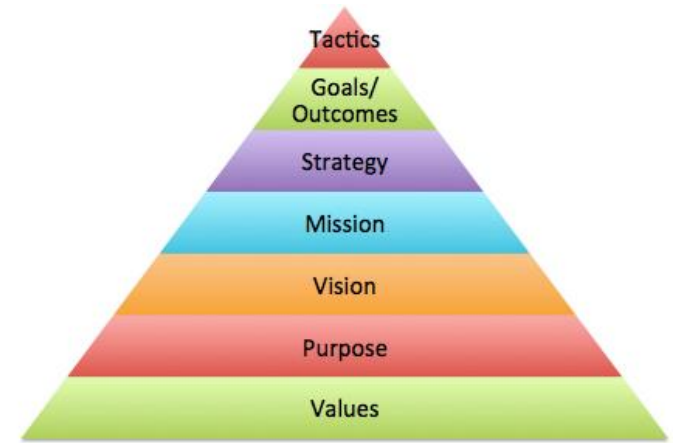 Tactics
Goals/
Outcomes
Strategy
Mission
Vision
Purpose
Values